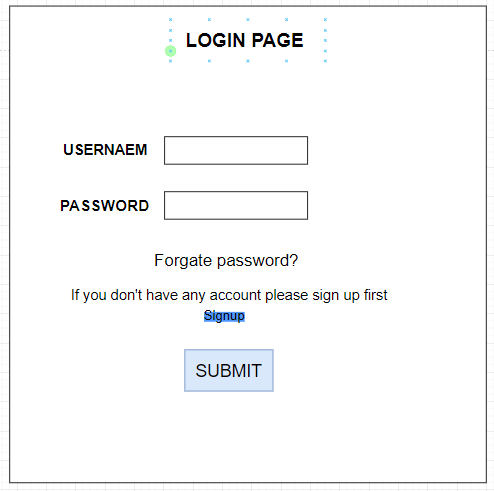 LOGIN PAGE
USERNAEM
PASSWORD
Forgate password?
If you don't have any account please sign up first
Signup
SUBMIT